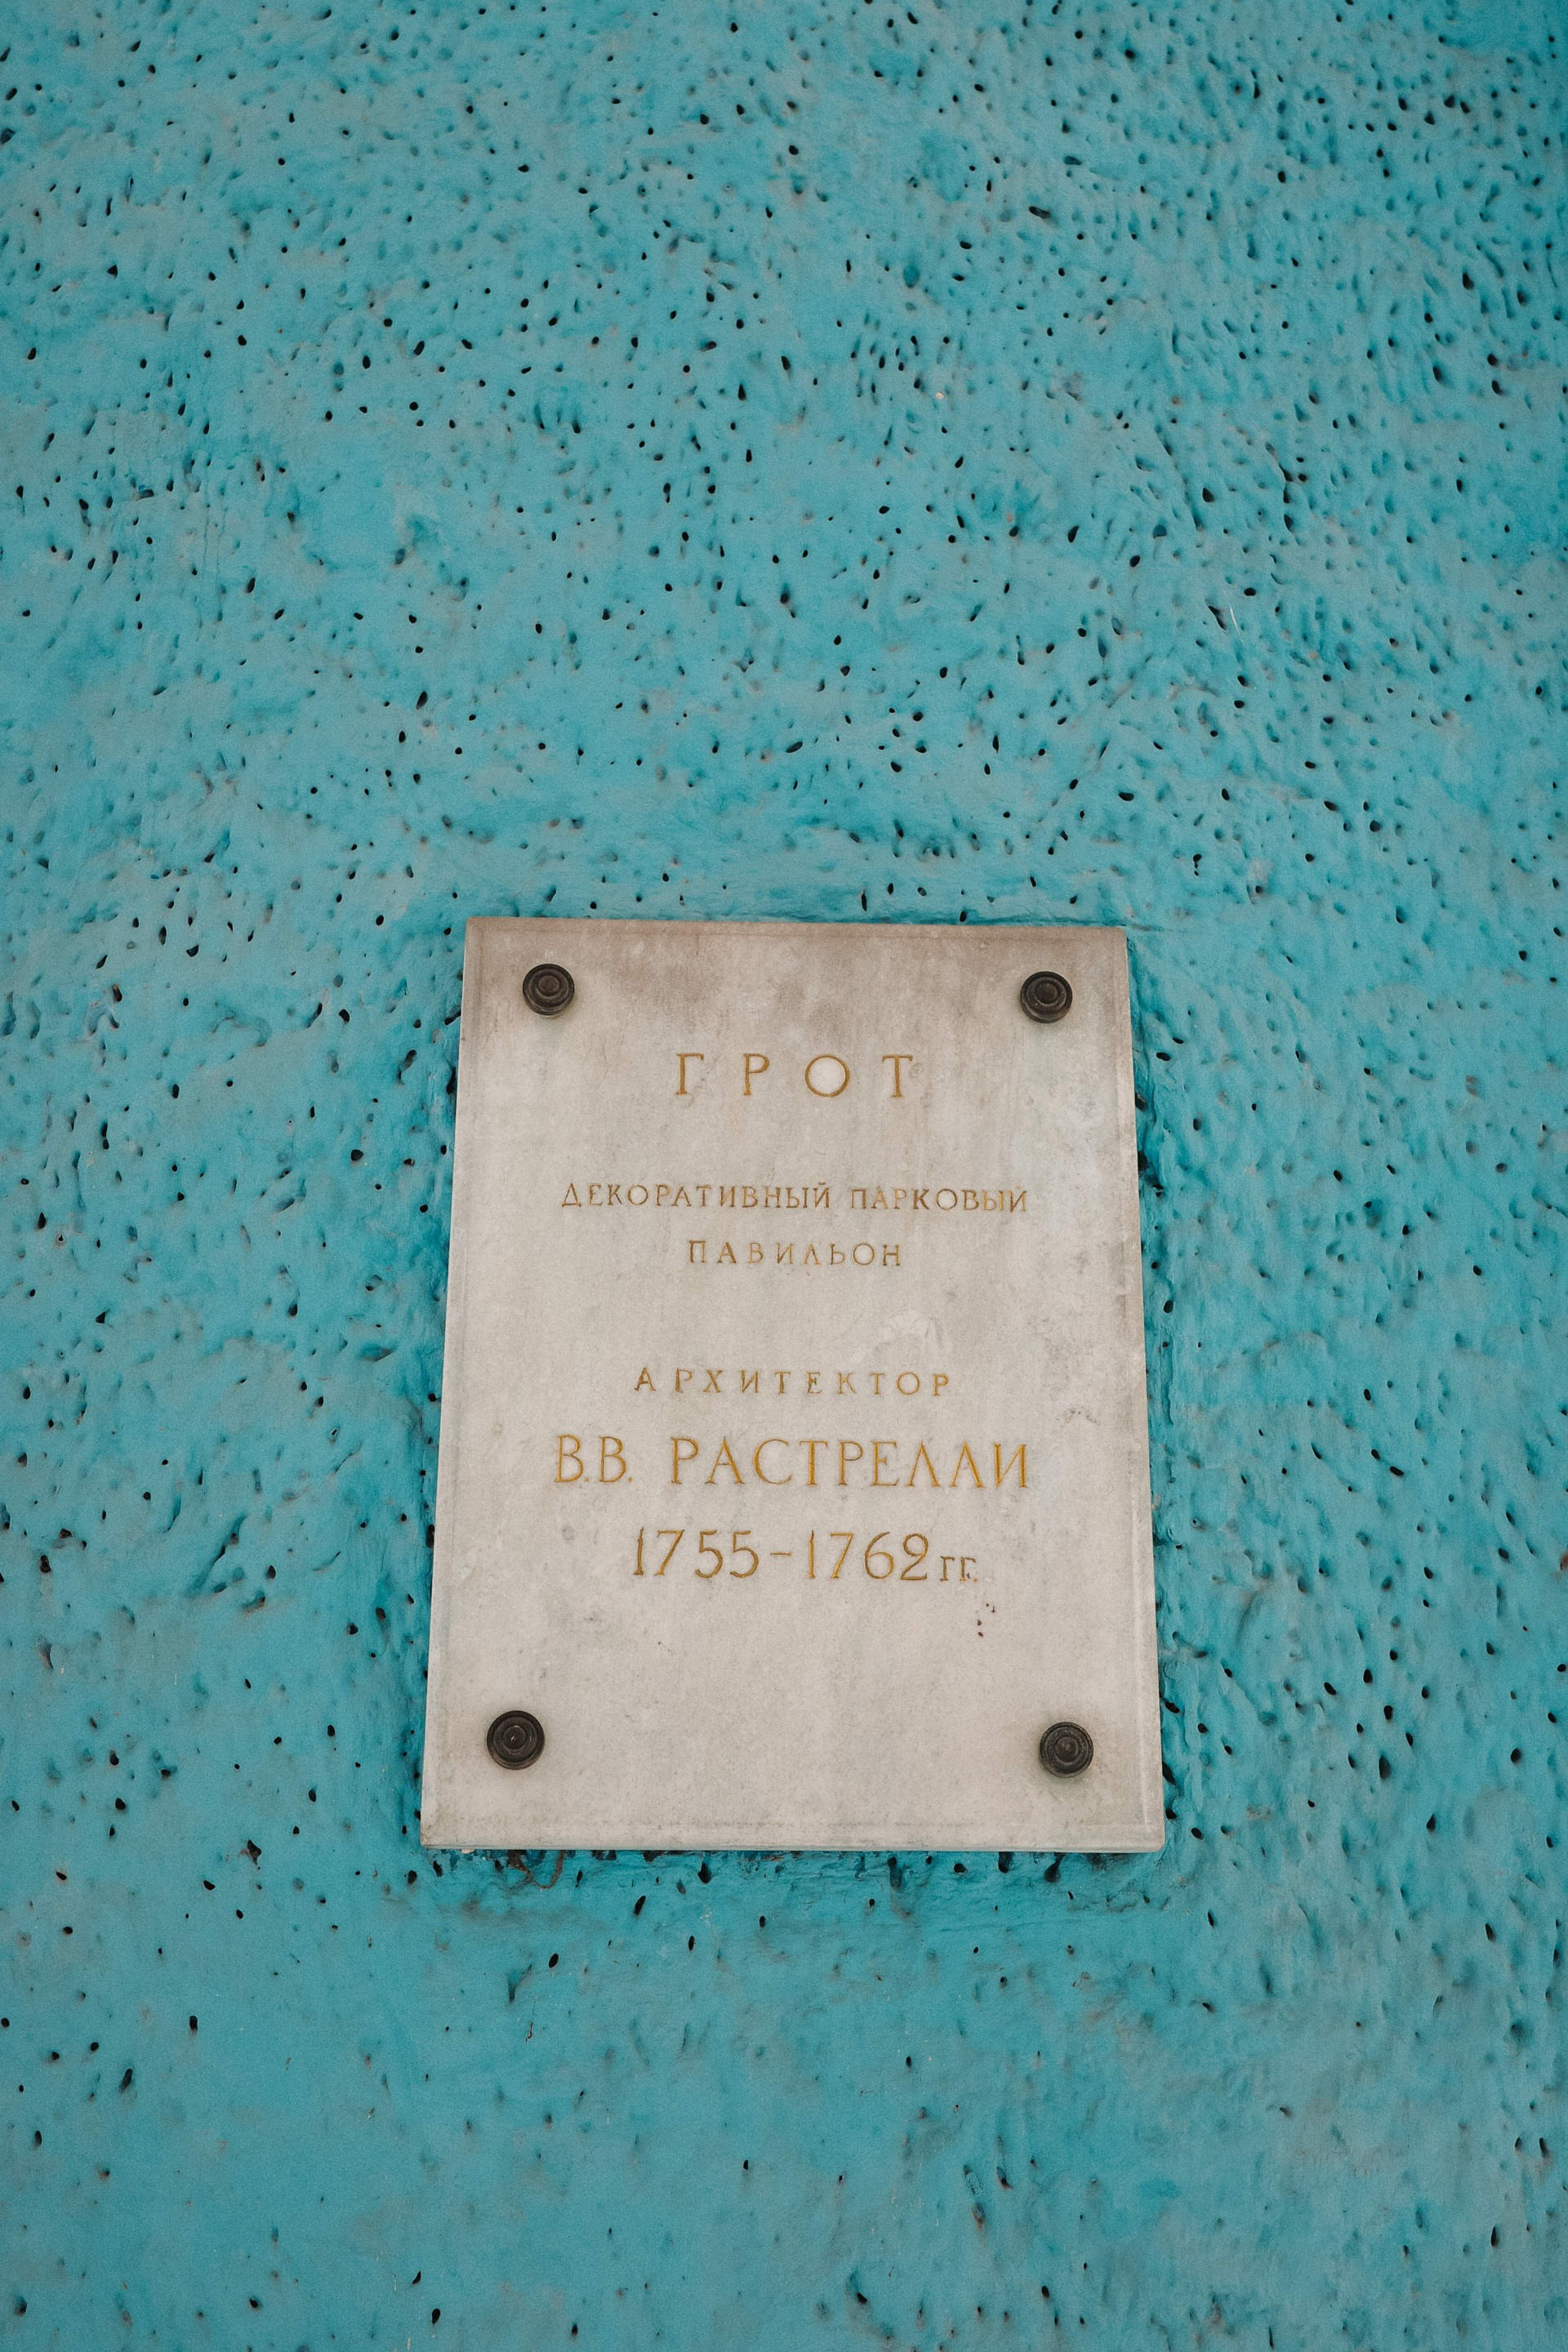 ГРОТ
ДЕКОРАТИВНЫЙ ПАРКОВЫЙ
ПАВИЛЬОН
АРХИТЕКТОР
В.В. РАСТРЕЛЛИ
1755-1762 ГГ.